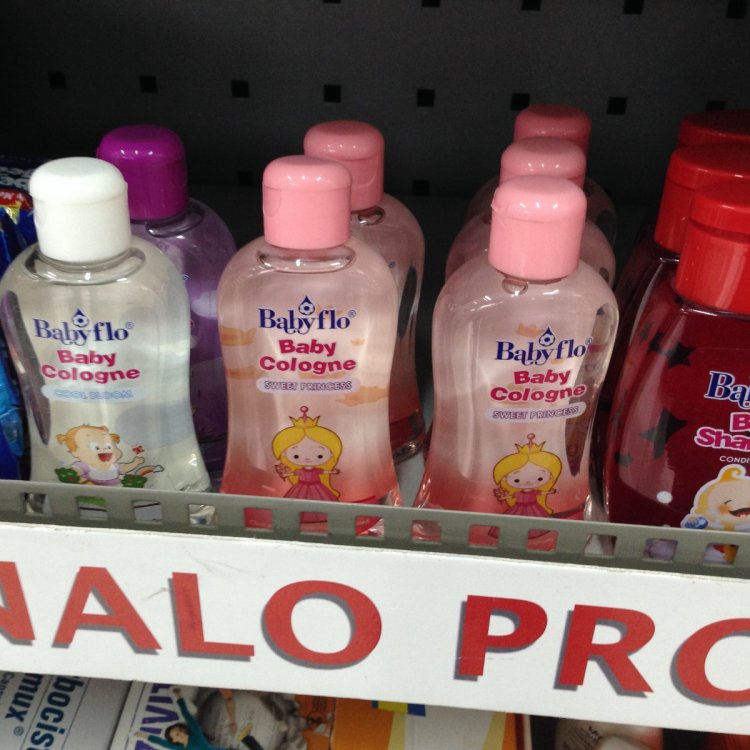 Babyflo®
Baby
Cologne
COOL BLOOM
Babyflo®
Baby
Cologne
SWEET PRINCESS
Babyflo®
Baby
Cologne
SWEET PRINCESS
NALO PRO